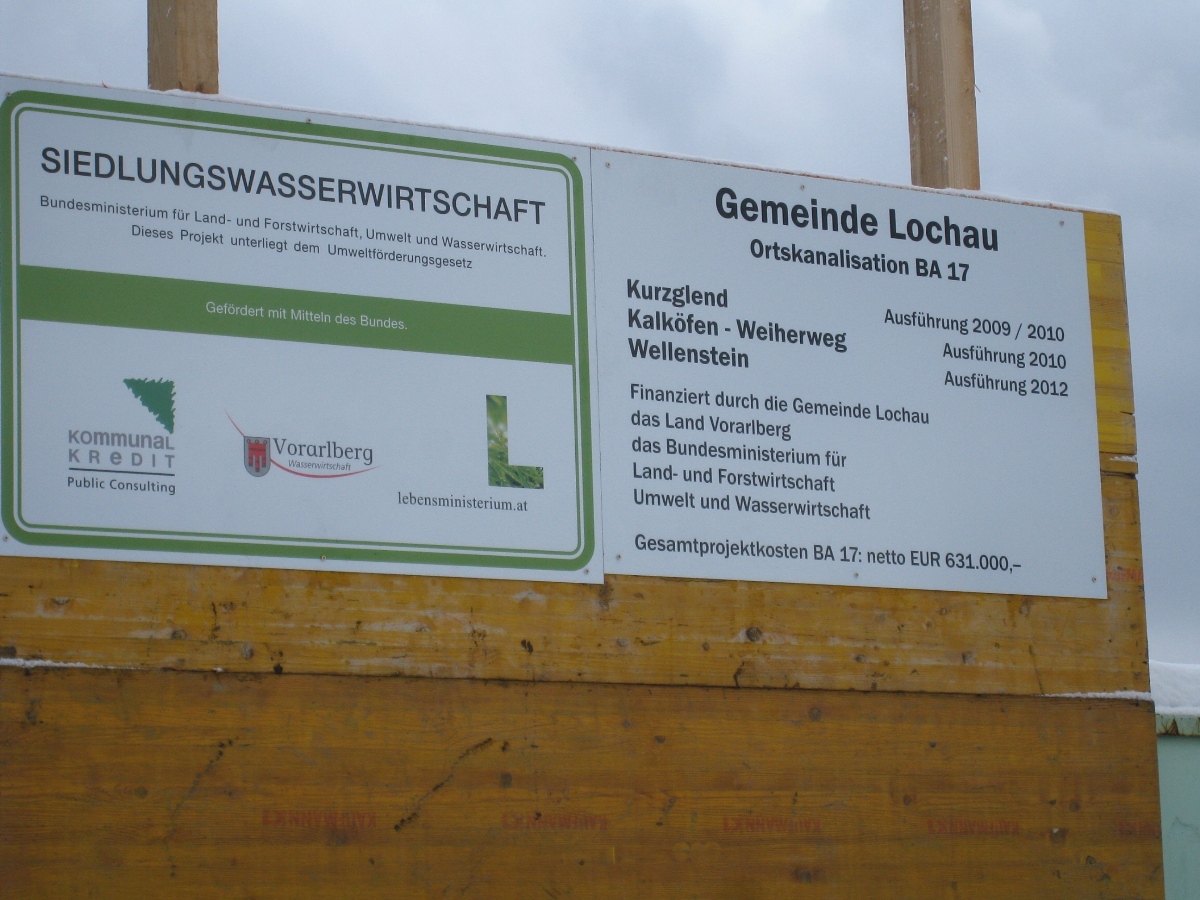 SIEDLUNGSWASSERWIRTSCHAFT
Bundesministerium für Land- und Forstwirtschaft, Umwelt und Wasserwirtschaft.
Dieses Projekt unterliegt dem Umweltförderungsgesetz
Gefördert mit Mitteln des Bundes.
Kommunal
Kredit
Public Consulting
Vorarlberg
Wasserwirtschaft
L
lebensministerium.at
Gemeinde Lochau
Ortskanalisation BA 17
Kurzglend Ausführung 2009 / 2010
Kalköfen - Weiherweg Ausführung 2010
Wellenstein Ausführung 2012
Finanziert durch die Gemeinde Lochau
das Land Vorarlberg
das Bundesministerium für
Land- und Forstwirtschaft
Umwelt und Wasserwirtschaft
Gesamtprojektkosten BA 17: netto EUR 631.000,–